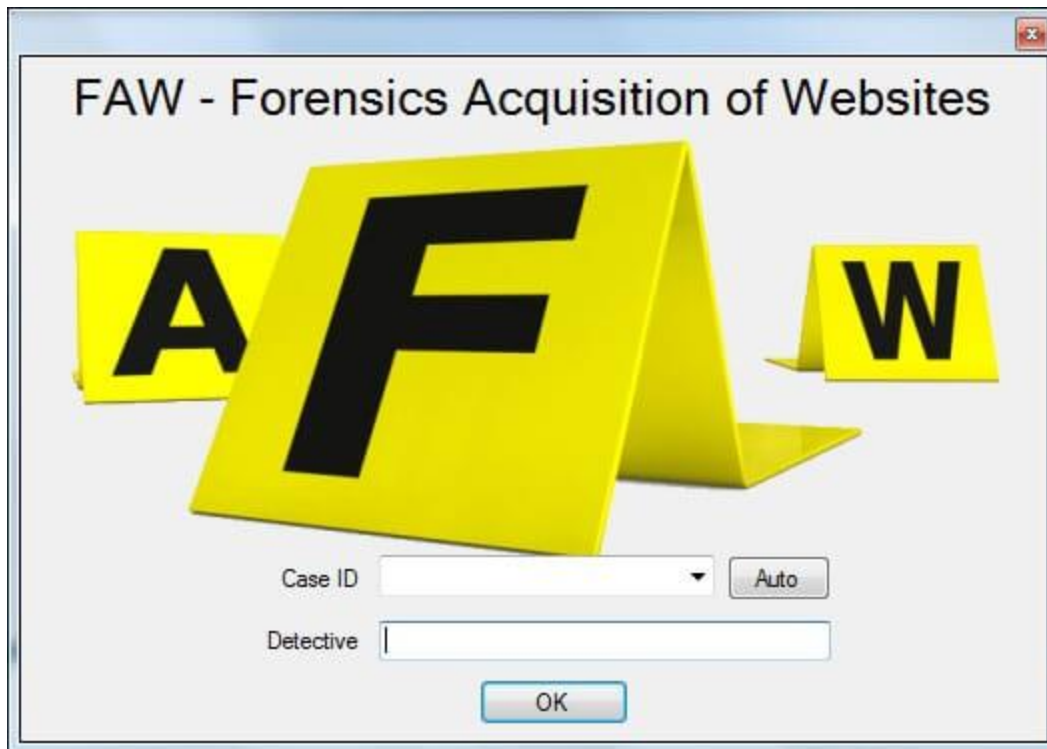 FAW - Forensics Acquisition of Websites
A F W
Case ID Auto
Detective
OK